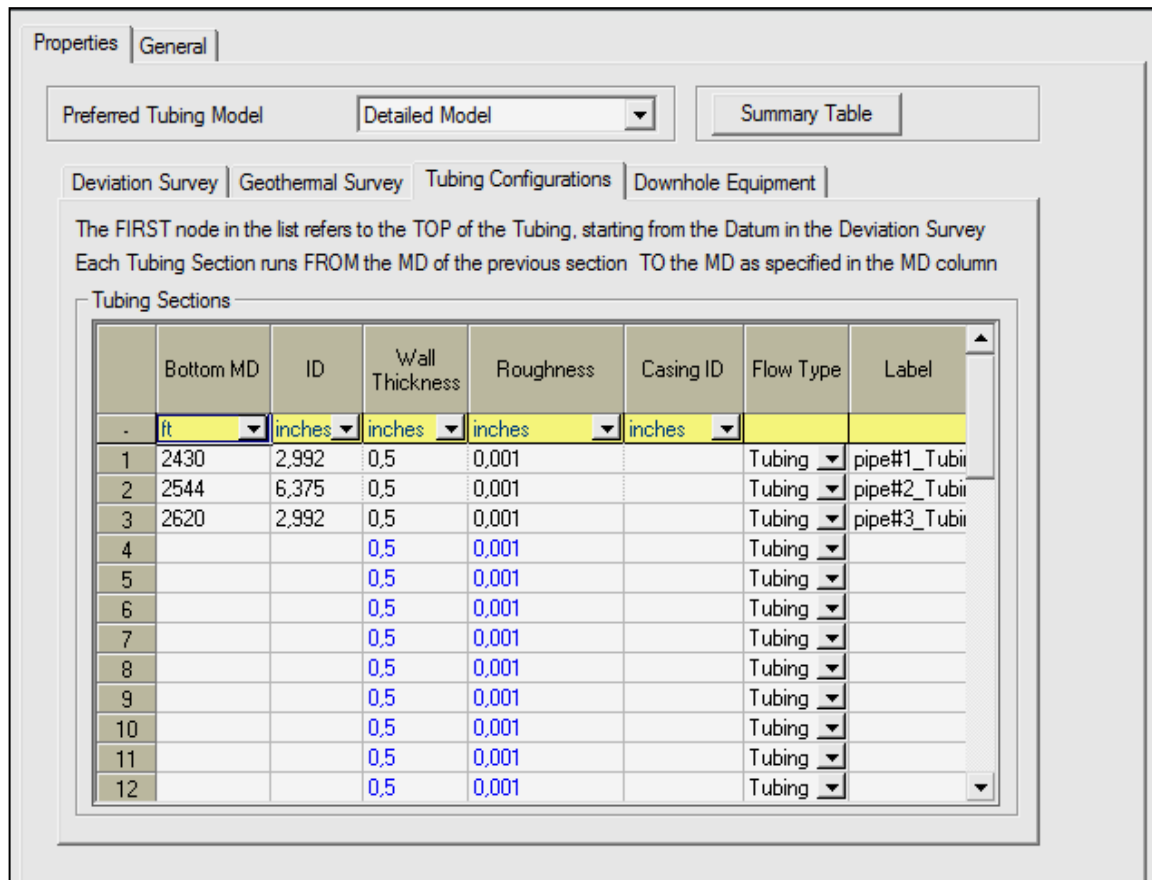 Properties General
Preferred Tubing Model Detailed Model Summary Table
Deviation Survey Geothermal Survey Tubing Configurations Downhole Equipment
The FIRST node in the list refers to the TOP of the Tubing, starting from the Datum in the Deviation Survey
Each Tubing Section runs FROM the MD of the previous section TO the MD as specified in the MD column
Tubing Sections
Bottom MD ID Wall Thickness Roughness Casing ID Flow Type Label
- ft inches inches inches inches
1 2430 2,992 0,5 0,001 Tubing pipe#1_Tubi
2 2544 6,375 0,5 0,001 Tubing pipe#2_Tubi
3 2620 2,992 0,5 0,001 Tubing pipe#3_Tubi
4 0,5 0,001 Tubing
5 0,5 0,001 Tubing
6 0,5 0,001 Tubing
7 0,5 0,001 Tubing
8 0,5 0,001 Tubing
9 0,5 0,001 Tubing
10 0,5 0,001 Tubing
11 0,5 0,001 Tubing
12 0,5 0,001 Tubing